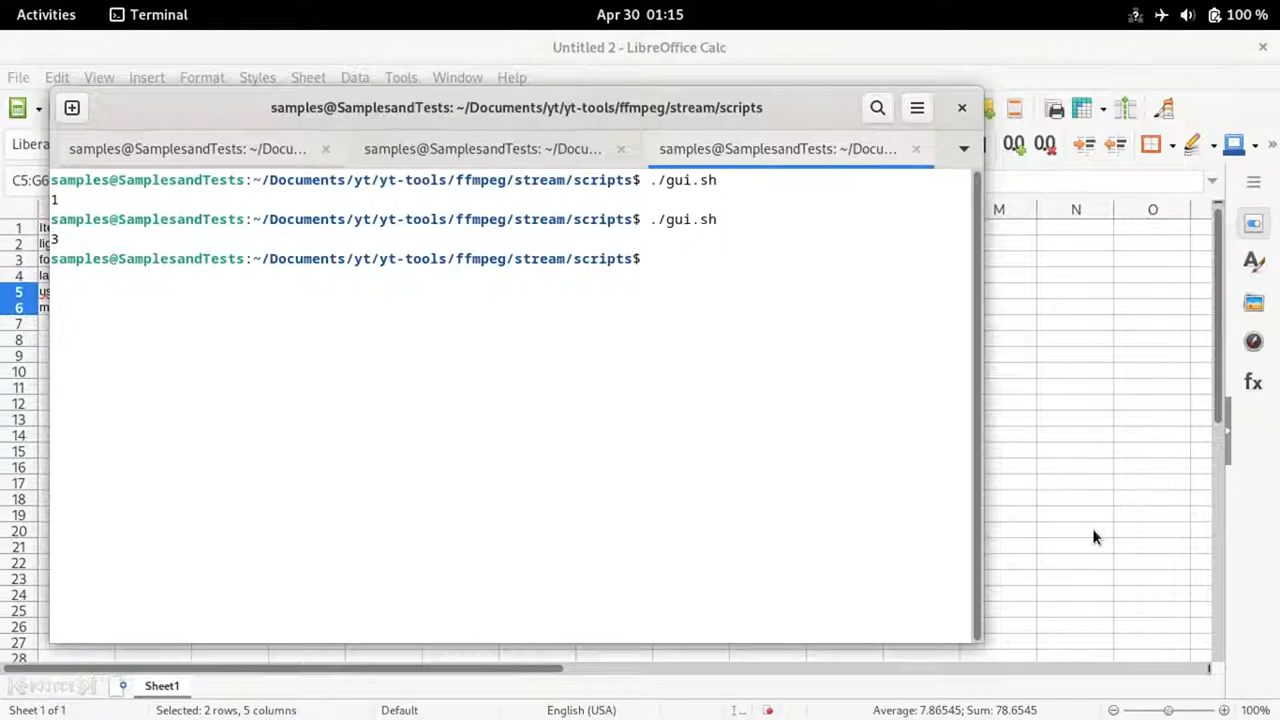 Activities Terminal Apr 30 01:15 100 %
Untitled 2 - LibreOffice Calc
File Edit View Insert Format Styles Sheet Data Tools Window Help
samples@SamplesandTests: ~/Documents/yt/yt-tools/ffmpeg/stream/scripts
Libera
samples@SamplesandTests: ~/Docu... samples@SamplesandTests: ~/Docu... samples@SamplesandTests: ~/Docu...
C5:G6
samples@SamplesandTests:~/Documents/yt/yt-tools/ffmpeg/stream/scripts$ ./gui.sh
1
samples@SamplesandTests:~/Documents/yt/yt-tools/ffmpeg/stream/scripts$ ./gui.sh
3
samples@SamplesandTests:~/Documents/yt/yt-tools/ffmpeg/stream/scripts$
M N O
1 Ite
2 lig
3 fo
4 la
5 us
6 m
7
8
9
10
11
12
13
14
15
16
17
18
19
20
21
22
23
24
25
26
27
28
Sheet1
Sheet 1 of 1 Selected: 2 rows, 5 columns Default English (USA) Average: 7.86545; Sum: 78.6545 100%